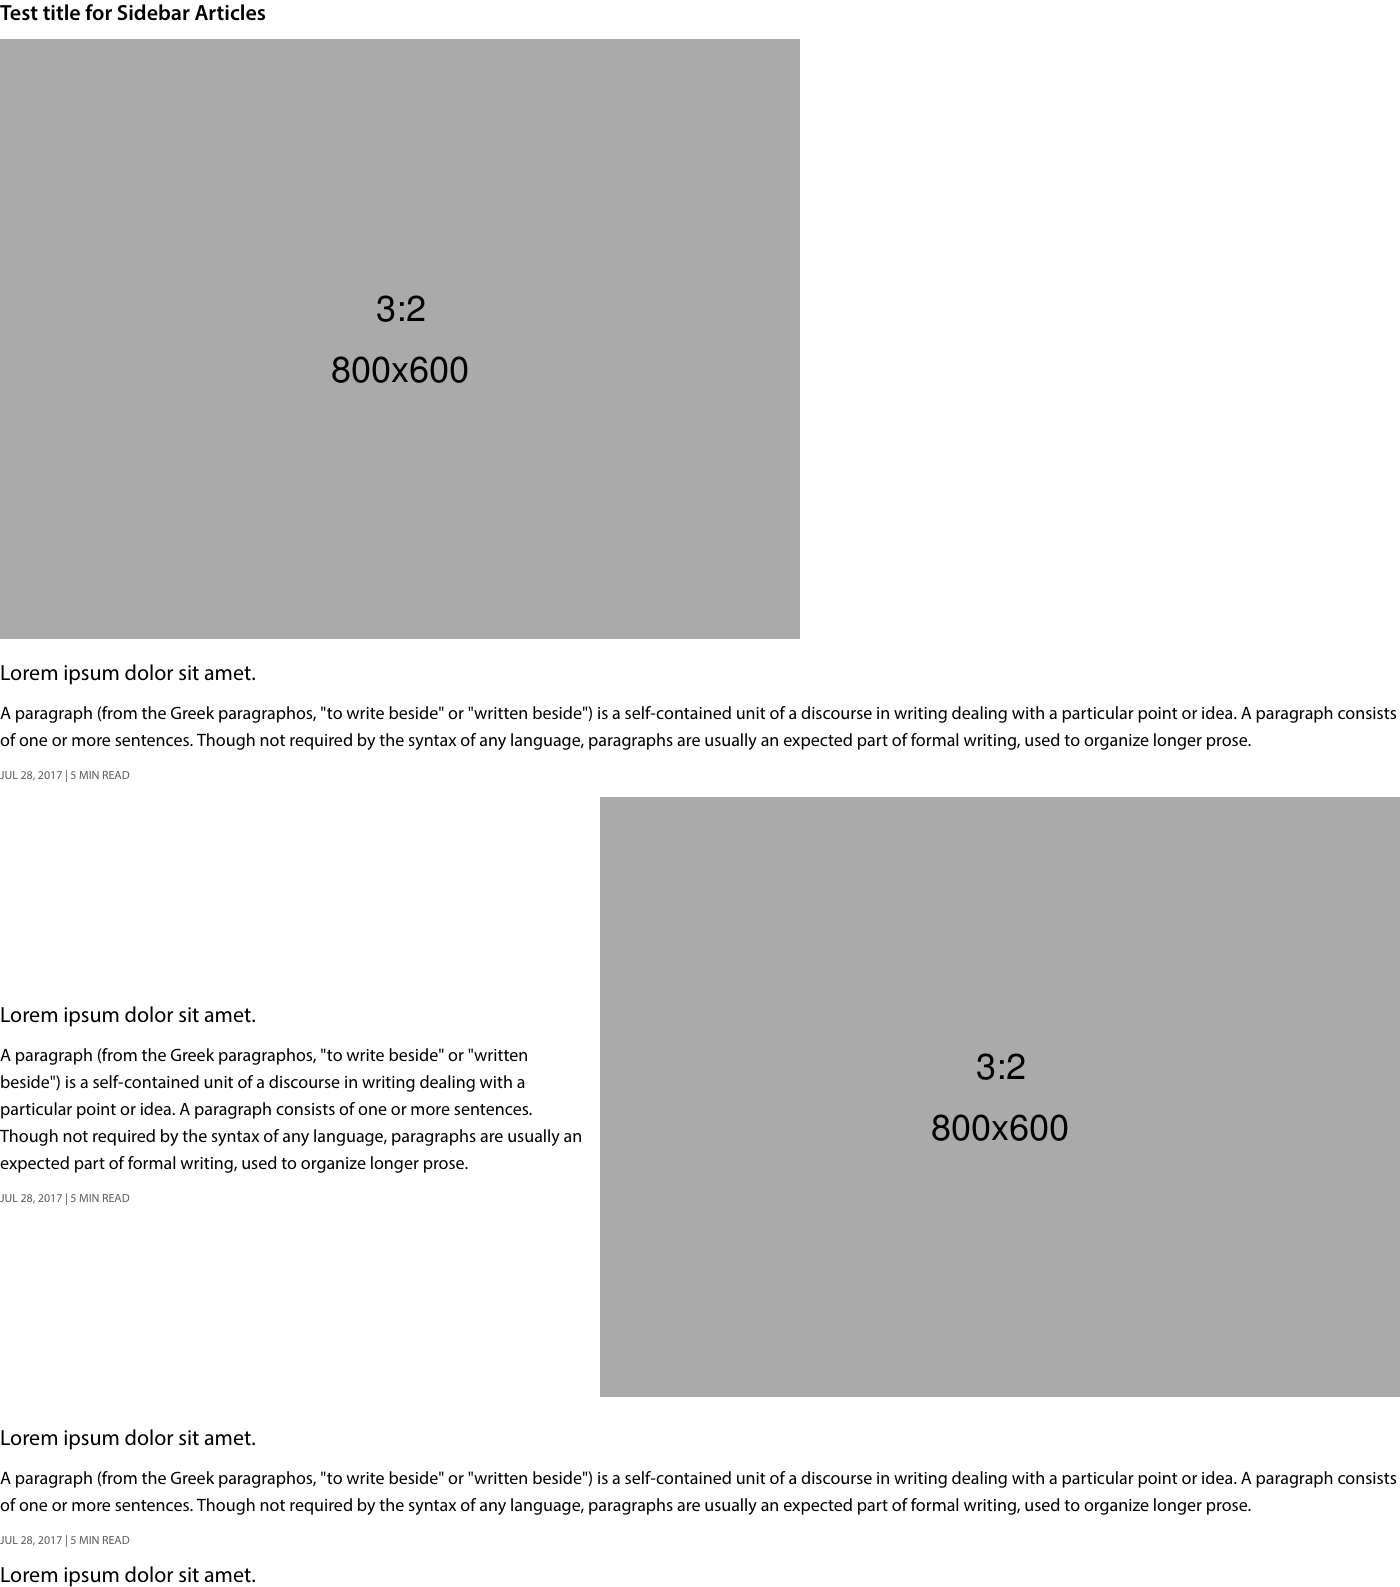 Test title for Sidebar Articles
3:2
800x600
Lorem ipsum dolor sit amet.
A paragraph (from the Greek paragraphos, "to write beside" or "written beside") is a self-contained unit of a discourse in writing dealing with a particular point or idea. A paragraph consists
of one or more sentences. Though not required by the syntax of any language, paragraphs are usually an expected part of formal writing, used to organize longer prose.
JUL 28, 2017 | 5 MIN READ
Lorem ipsum dolor sit amet.
A paragraph (from the Greek paragraphos, "to write beside" or "written
beside") is a self-contained unit of a discourse in writing dealing with a
particular point or idea. A paragraph consists of one or more sentences.
Though not required by the syntax of any language, paragraphs are usually an
expected part of formal writing, used to organize longer prose.
JUL 28, 2017 | 5 MIN READ
3:2
800x600
Lorem ipsum dolor sit amet.
A paragraph (from the Greek paragraphos, "to write beside" or "written beside") is a self-contained unit of a discourse in writing dealing with a particular point or idea. A paragraph consists
of one or more sentences. Though not required by the syntax of any language, paragraphs are usually an expected part of formal writing, used to organize longer prose.
JUL 28, 2017 | 5 MIN READ
Lorem ipsum dolor sit amet.